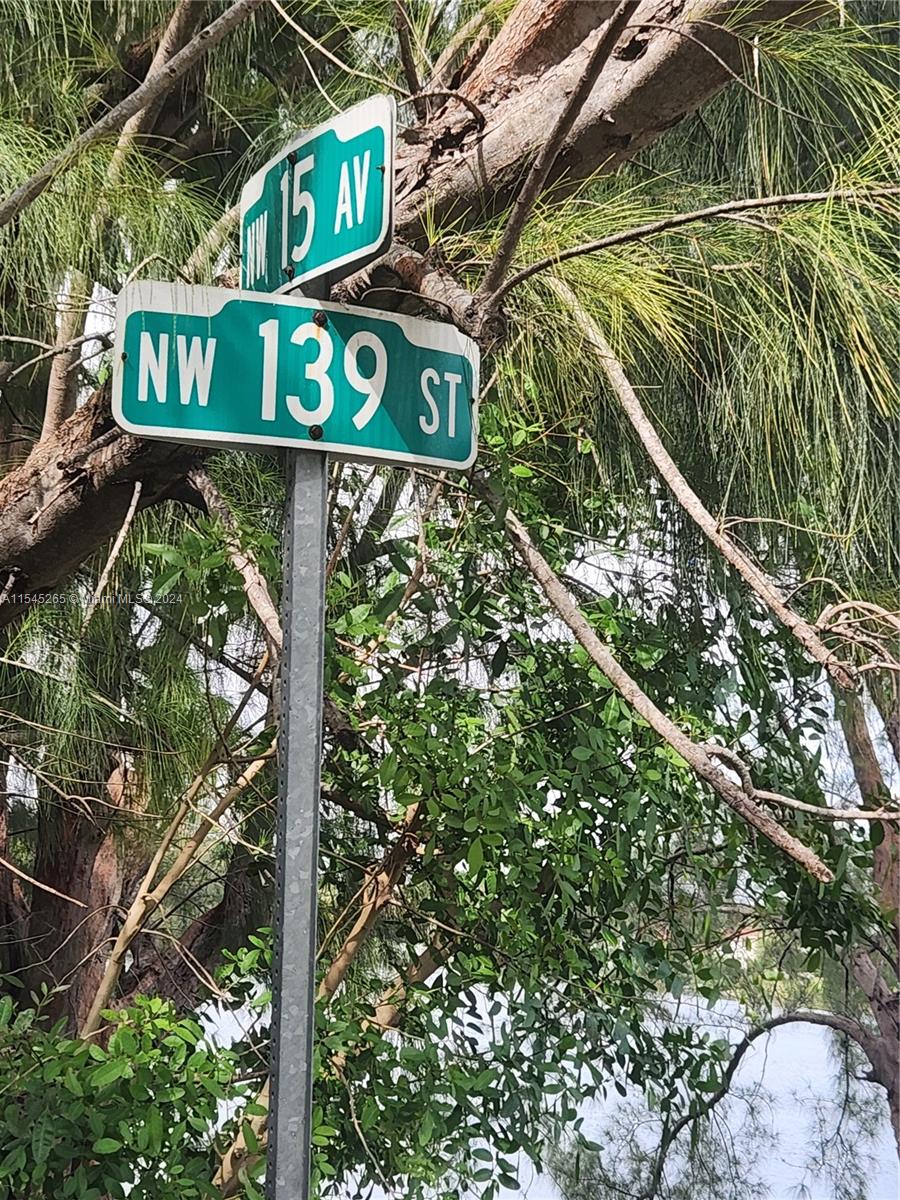 NW 15 AV
NW 139 ST
A11545265 © Miami MLS 2024